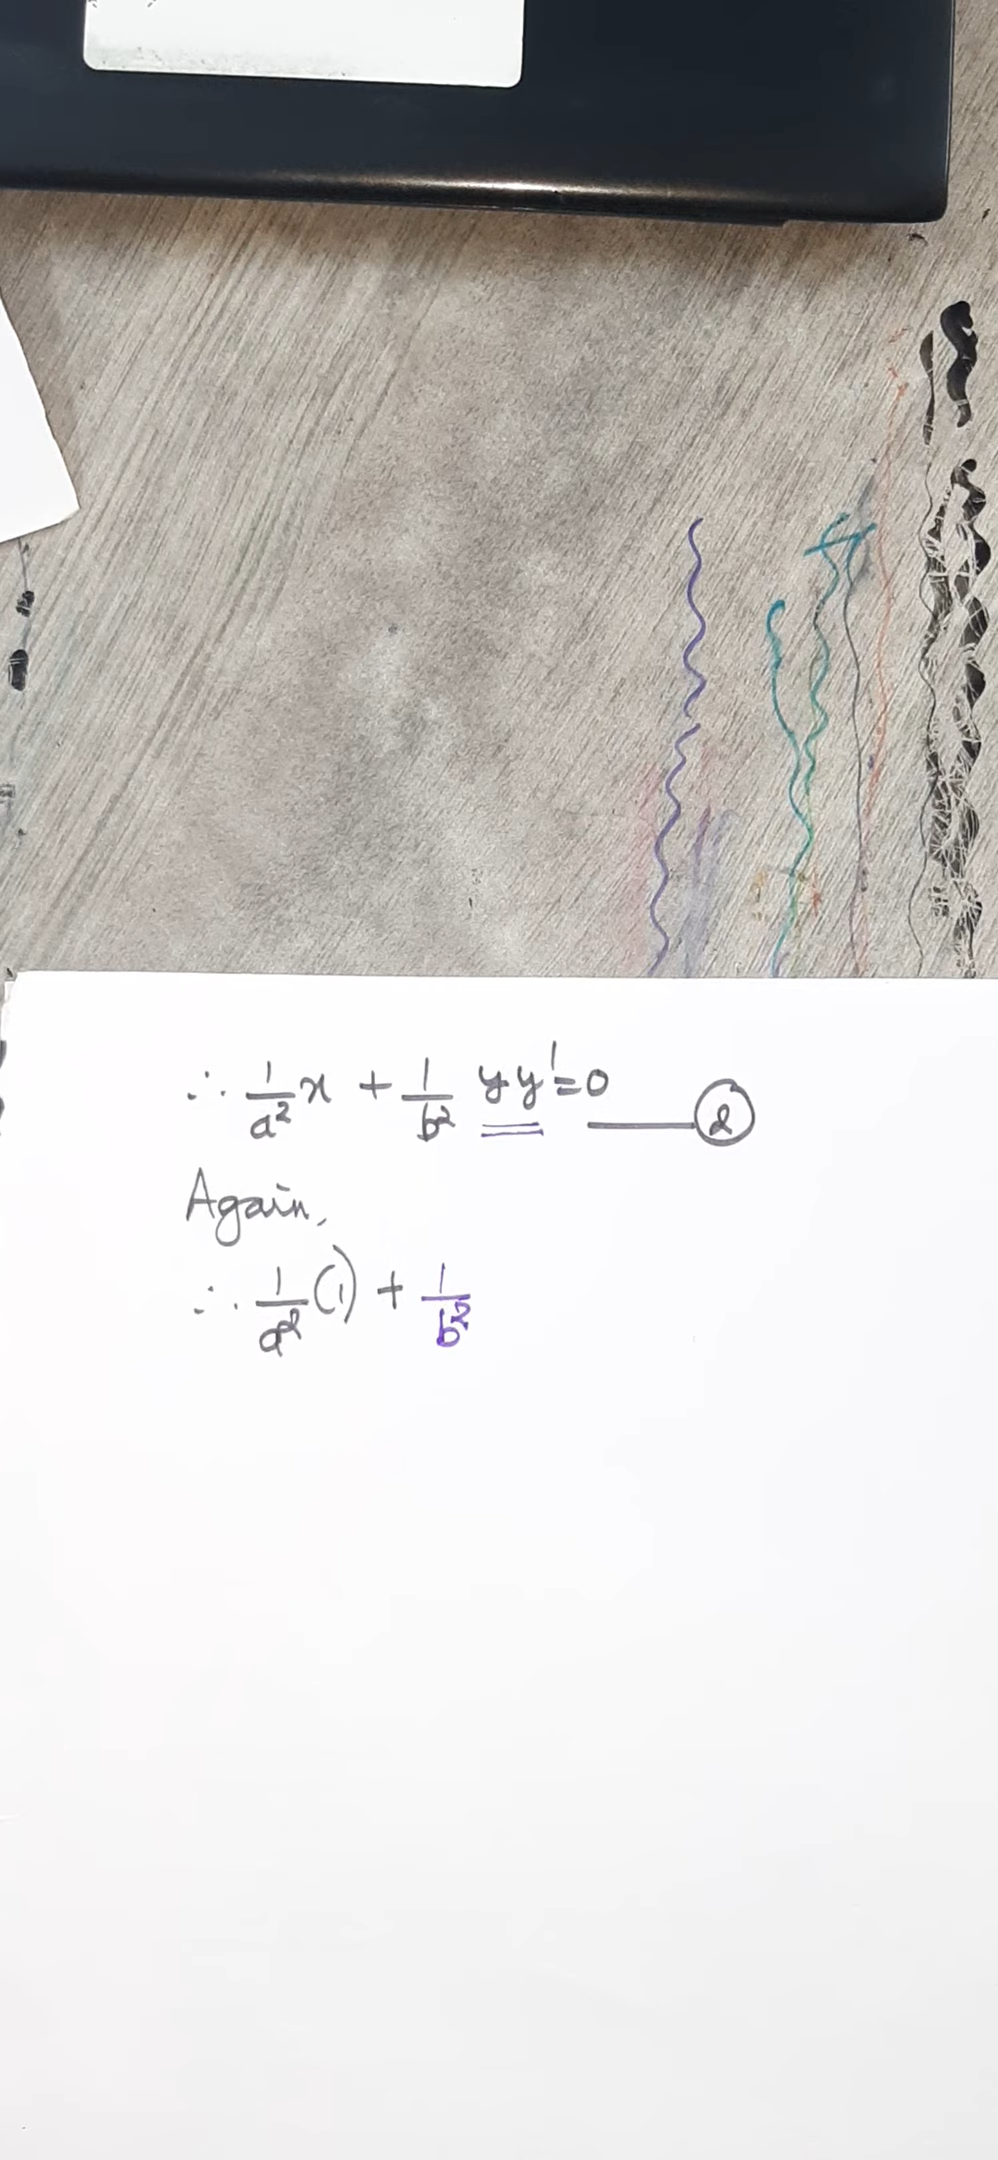 ∴ 1/a² x + 1/b² yy' = 0 —— ②
Again,
∴ 1/a² (1) + 1/b²